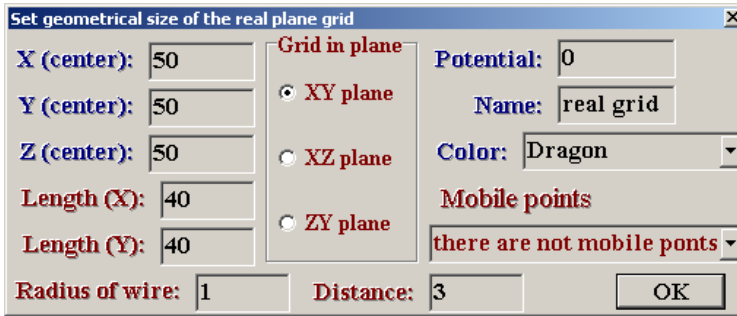 Set geometrical size of the real plane grid
X (center): 50
Y (center): 50
Z (center): 50
Length (X): 40
Length (Y): 40
Grid in plane
XY plane
XZ plane
ZY plane
Potential: 0
Name: real grid
Color: Dragon
Mobile points
there are not mobile ponts
Radius of wire: 1
Distance: 3
OK